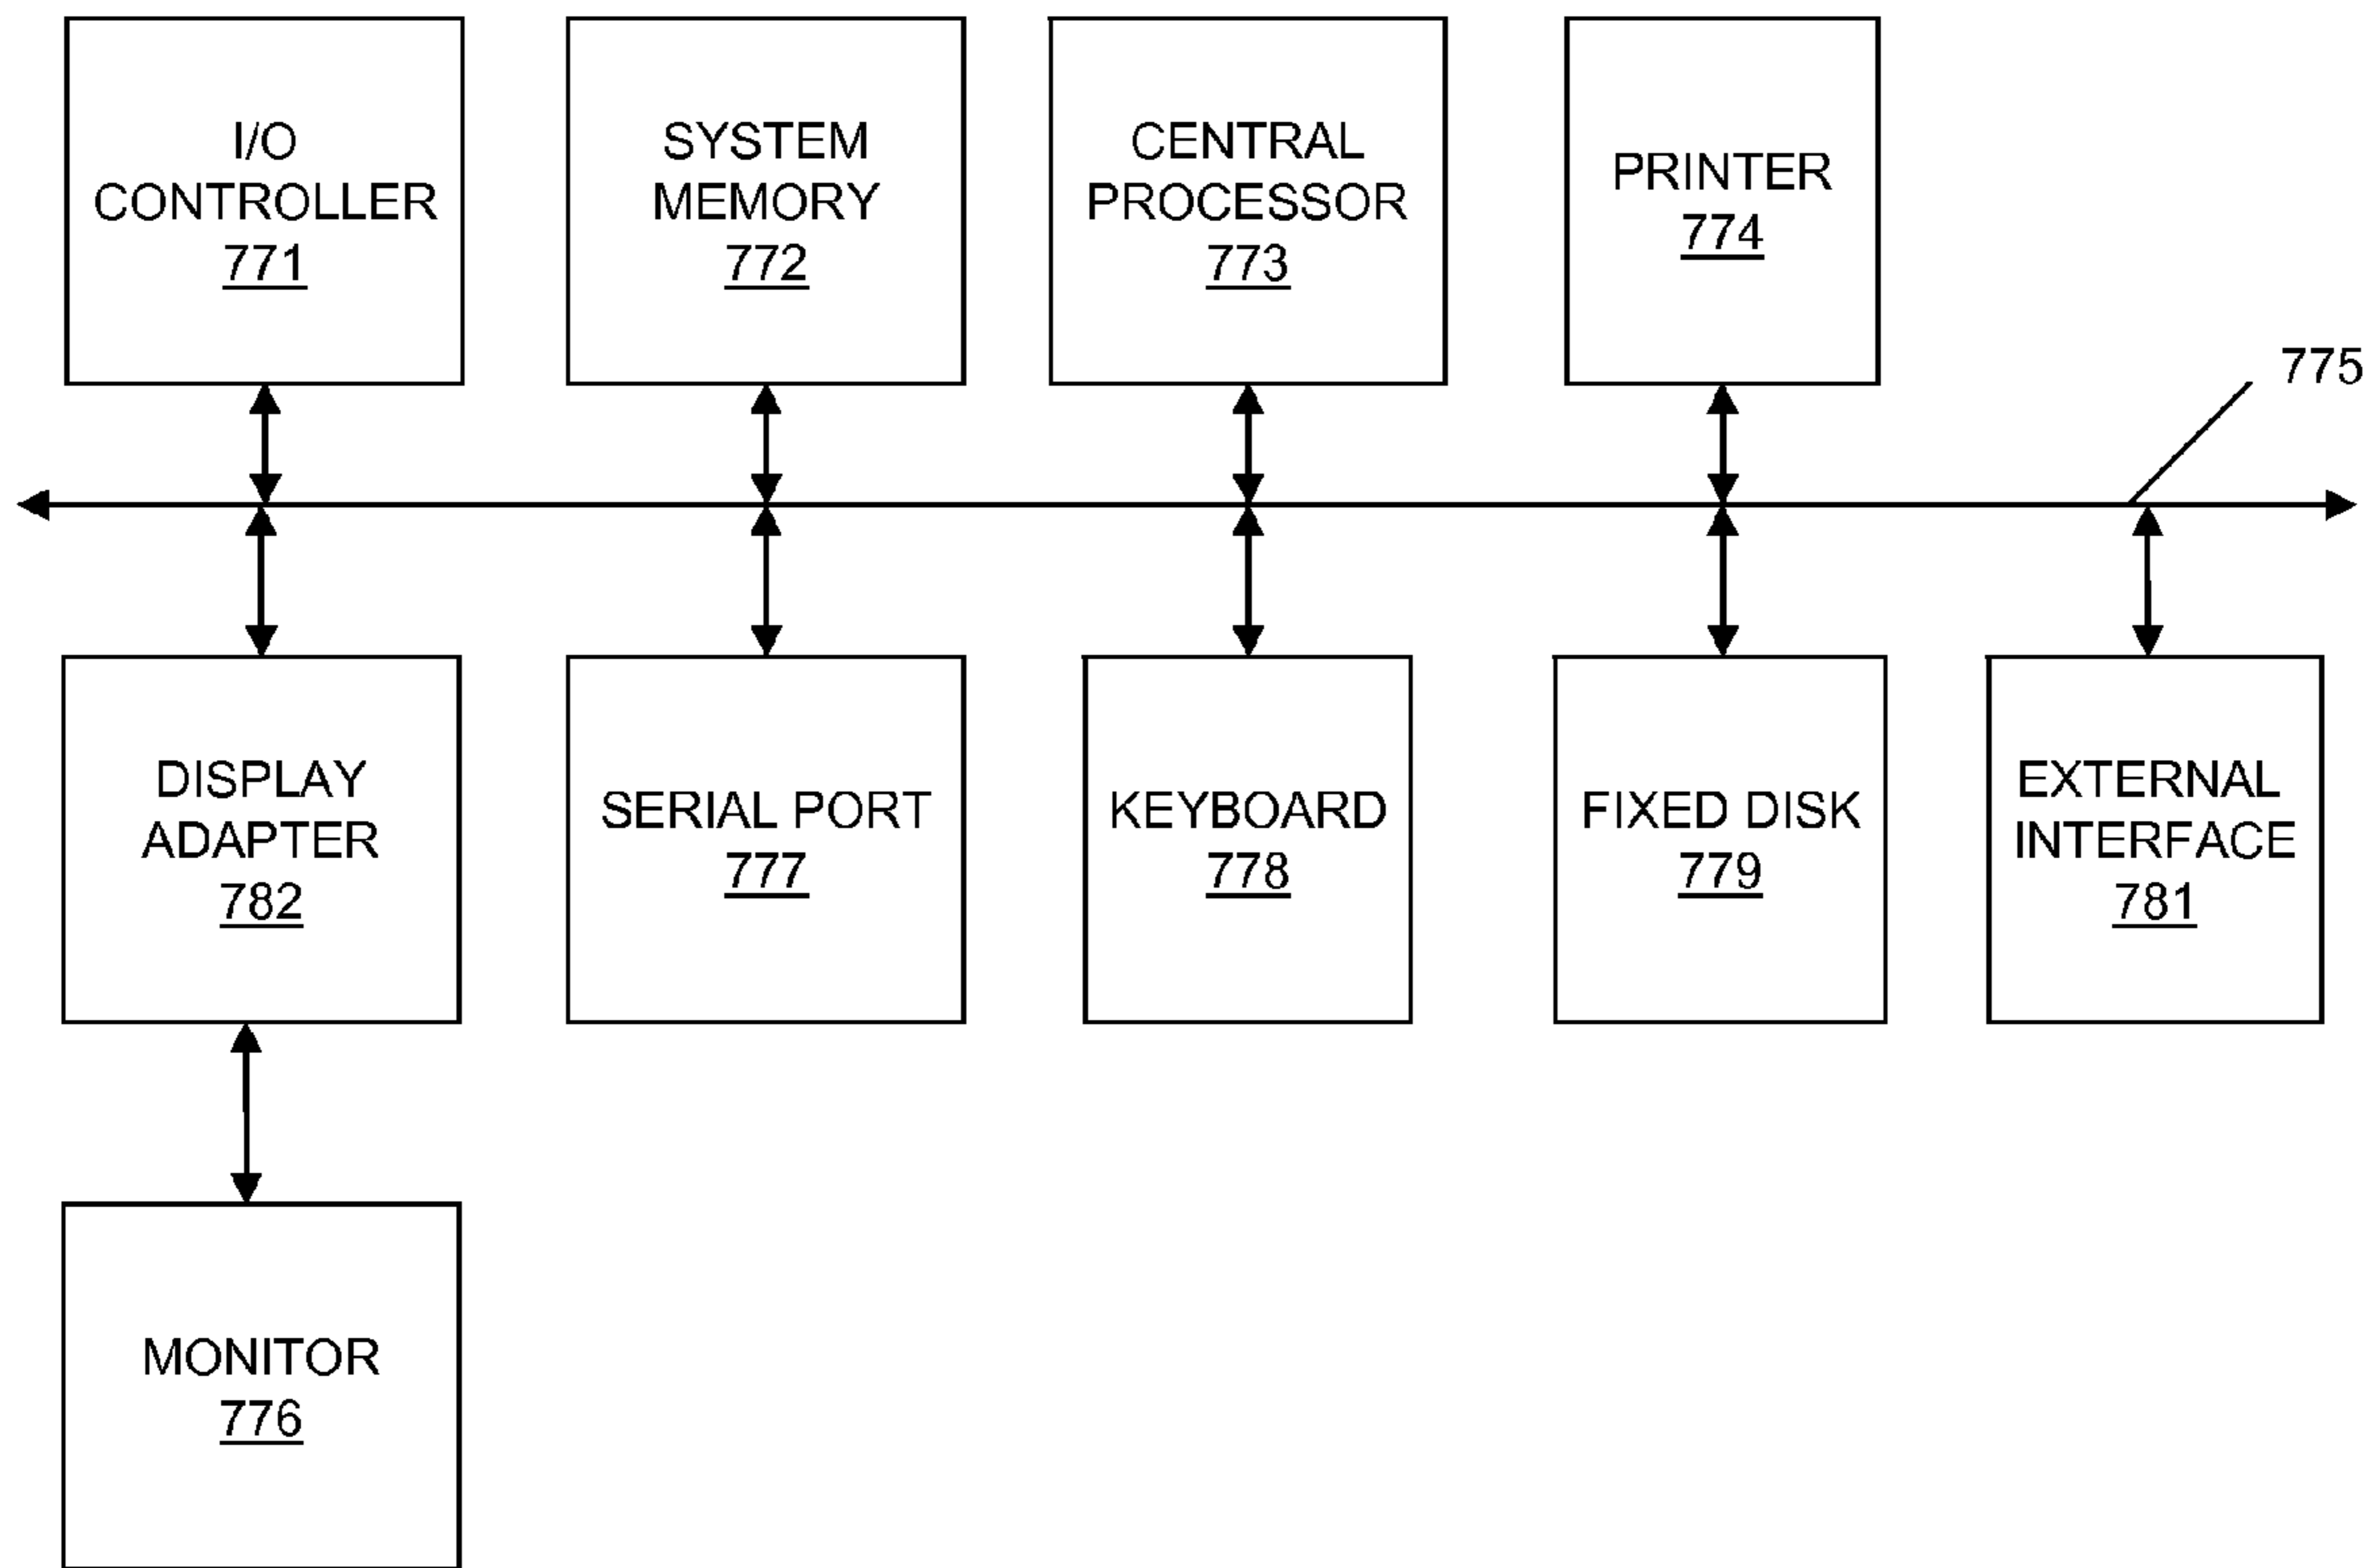 I/O
CONTROLLER
771
SYSTEM
MEMORY
772
CENTRAL
PROCESSOR
773
PRINTER
774
775
DISPLAY
ADAPTER
782
SERIAL PORT
777
KEYBOARD
778
FIXED DISK
779
EXTERNAL
INTERFACE
781
MONITOR
776